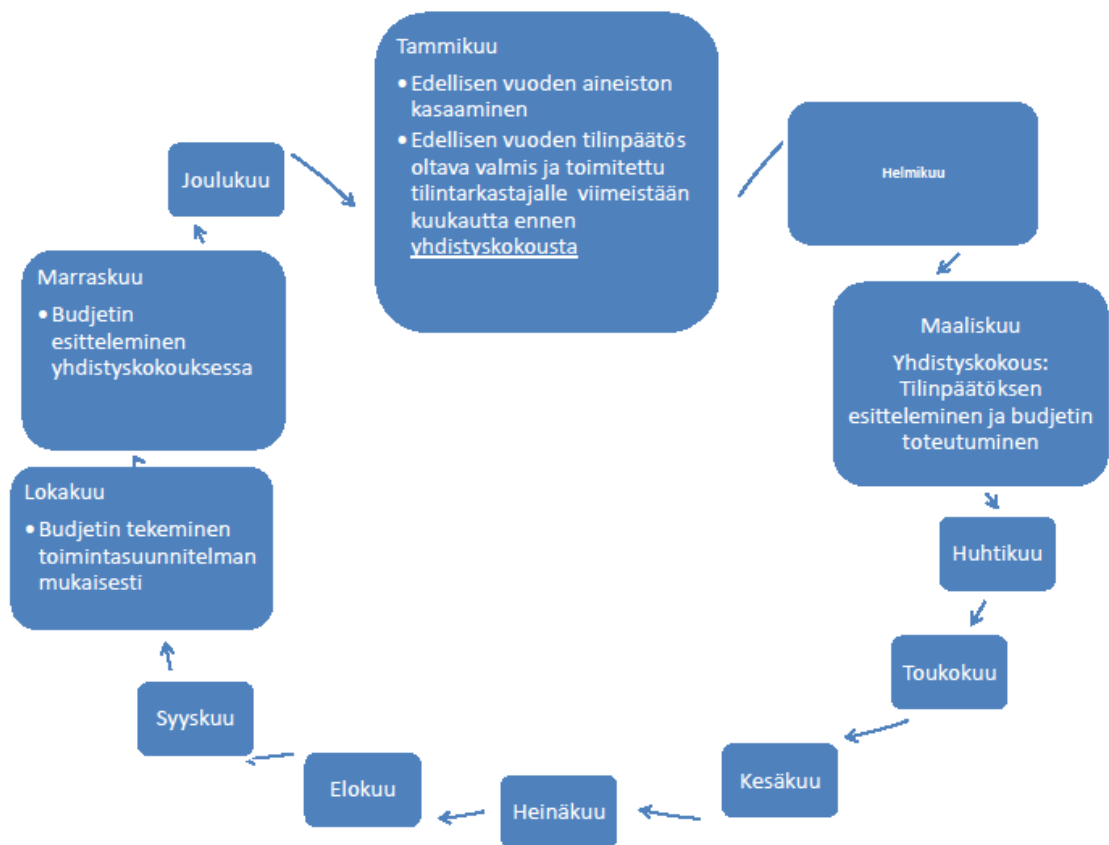 Tammikuu
• Edellisen vuoden aineiston
kasaaminen
• Edellisen vuoden tilinpäätös
oltava valmis ja toimitettu
tilintarkastajalle viimeistään
kuukautta ennen
yhdistyskokousta
Helmikuu
Maaliskuu
Yhdistyskokous:
Tilinpäätöksen
esitteleminen ja budjetin
toteutuminen
Huhtikuu
Toukokuu
Kesäkuu
Heinäkuu
Elokuu
Syyskuu
Lokakuu
• Budjetin tekeminen
toimintasuunnitelman
mukaisesti
Marraskuu
• Budjetin
esitteleminen
yhdistyskokouksessa
Joulukuu